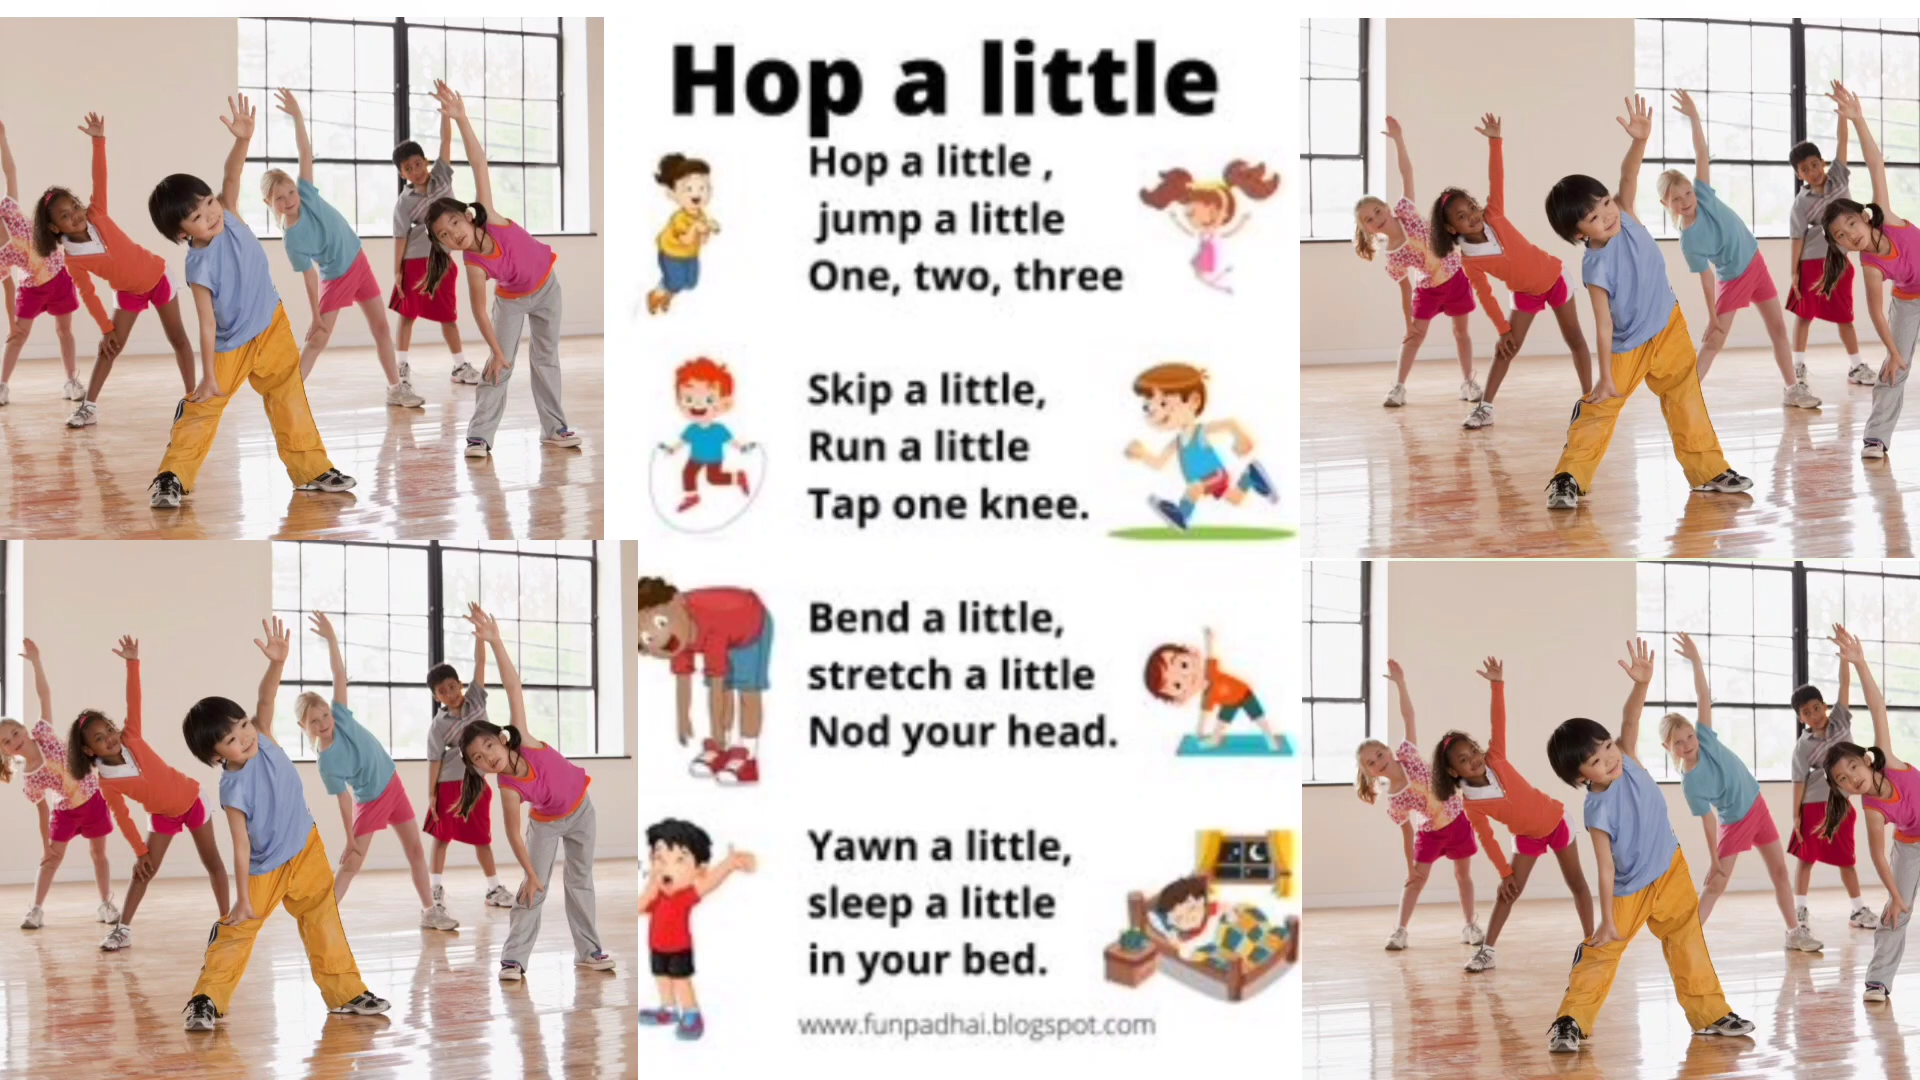 Hop a little
Hop a little ,
jump a little
One, two, three
Skip a little,
Run a little
Tap one knee.
Bend a little,
stretch a little
Nod your head.
Yawn a little,
sleep a little
in your bed.
www.funpadhai.blogspot.com